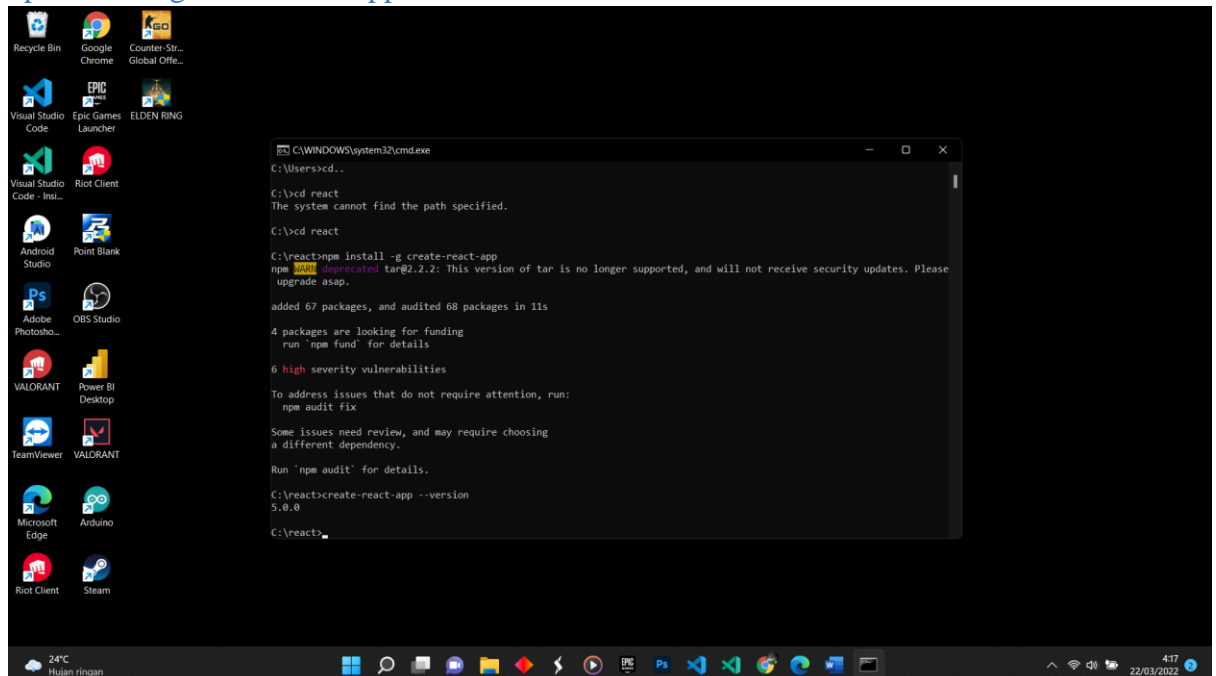 Recycle Bin
Google
Chrome
Counter-Str...
Global Offe...
Visual Studio
Code
EPIC
GAMES
Epic Games
Launcher
ELDEN RING
Visual Studio
Code - Insi...
Riot Client
Android
Studio
Point Blank
Ps
Adobe
Photosho...
OBS Studio
VALORANT
Power BI
Desktop
TeamViewer
VALORANT
Microsoft
Edge
Arduino
Riot Client
Steam
C:\WINDOWS\system32\cmd.exe
C:\Users>cd..
C:\>cd react
The system cannot find the path specified.
C:\>cd react
C:\react>npm install -g create-react-app
npm WARN deprecated tar@2.2.2: This version of tar is no longer supported, and will not receive security updates. Please
upgrade asap.
added 67 packages, and audited 68 packages in 11s
4 packages are looking for funding
run `npm fund` for details
6 high severity vulnerabilities
To address issues that do not require attention, run:
npm audit fix
Some issues need review, and may require choosing
a different dependency.
Run `npm audit` for details.
C:\react>create-react-app --version
5.0.0
C:\react>
24°C
Hujan ringan
4:17
22/03/2022
2